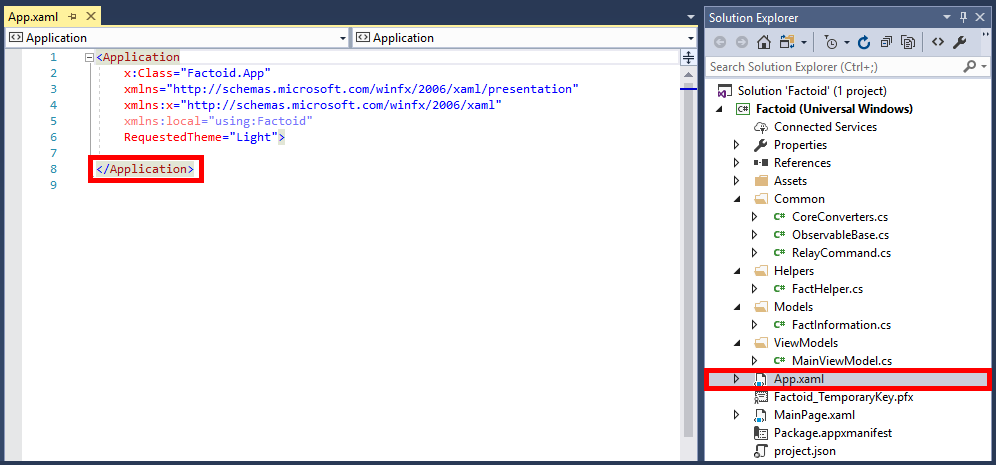 App.xaml
Application
Application
1 <Application
2 x:Class="Factoid.App"
3 xmlns="http://schemas.microsoft.com/winfx/2006/xaml/presentation"
4 xmlns:x="http://schemas.microsoft.com/winfx/2006/xaml"
5 xmlns:local="using:Factoid"
6 RequestedTheme="Light">
7
8 </Application>
9
Solution Explorer
Search Solution Explorer (Ctrl+;)
Solution 'Factoid' (1 project)
C# Factoid (Universal Windows)
Connected Services
Properties
References
Assets
Common
C# CoreConverters.cs
C# ObservableBase.cs
C# RelayCommand.cs
Helpers
C# FactHelper.cs
Models
C# FactInformation.cs
ViewModels
C# MainViewModel.cs
App.xaml
Factoid_TemporaryKey.pfx
MainPage.xaml
Package.appxmanifest
project.json